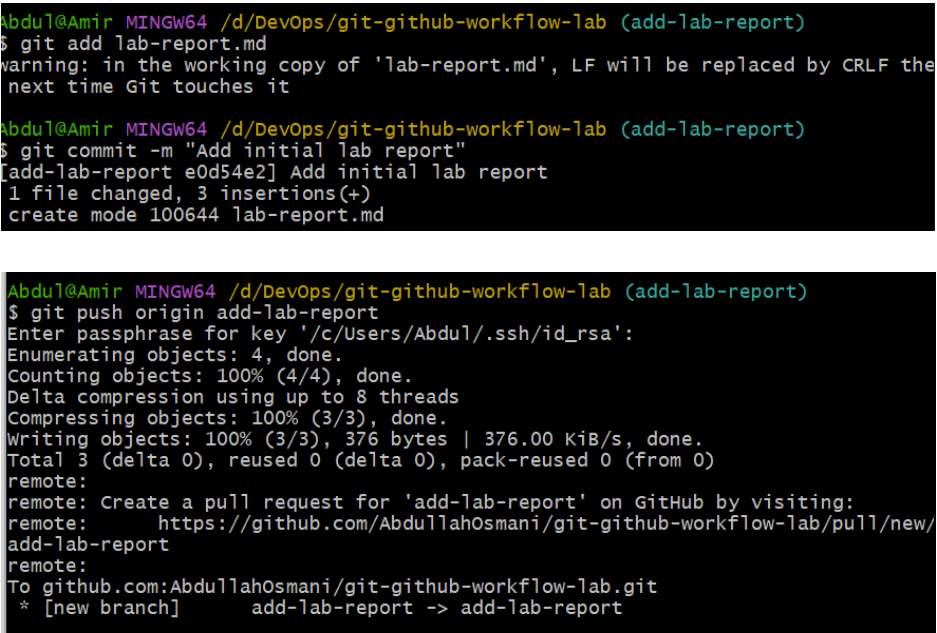 Abdul@Amir MINGW64 /d/DevOps/git-github-workflow-lab (add-lab-report)
$ git add lab-report.md
warning: in the working copy of 'lab-report.md', LF will be replaced by CRLF the
 next time Git touches it
Abdul@Amir MINGW64 /d/DevOps/git-github-workflow-lab (add-lab-report)
$ git commit -m "Add initial lab report"
[add-lab-report e0d54e2] Add initial lab report
 1 file changed, 3 insertions(+)
 create mode 100644 lab-report.md
Abdul@Amir MINGW64 /d/DevOps/git-github-workflow-lab (add-lab-report)
$ git push origin add-lab-report
Enter passphrase for key '/c/Users/Abdul/.ssh/id_rsa':
Enumerating objects: 4, done.
Counting objects: 100% (4/4), done.
Delta compression using up to 8 threads
Compressing objects: 100% (3/3), done.
Writing objects: 100% (3/3), 376 bytes | 376.00 KiB/s, done.
Total 3 (delta 0), reused 0 (delta 0), pack-reused 0 (from 0)
remote:
remote: Create a pull request for 'add-lab-report' on GitHub by visiting:
remote:      https://github.com/AbdullahOsmani/git-github-workflow-lab/pull/new/
add-lab-report
remote:
To github.com:AbdullahOsmani/git-github-workflow-lab.git
 * [new branch]      add-lab-report -> add-lab-report